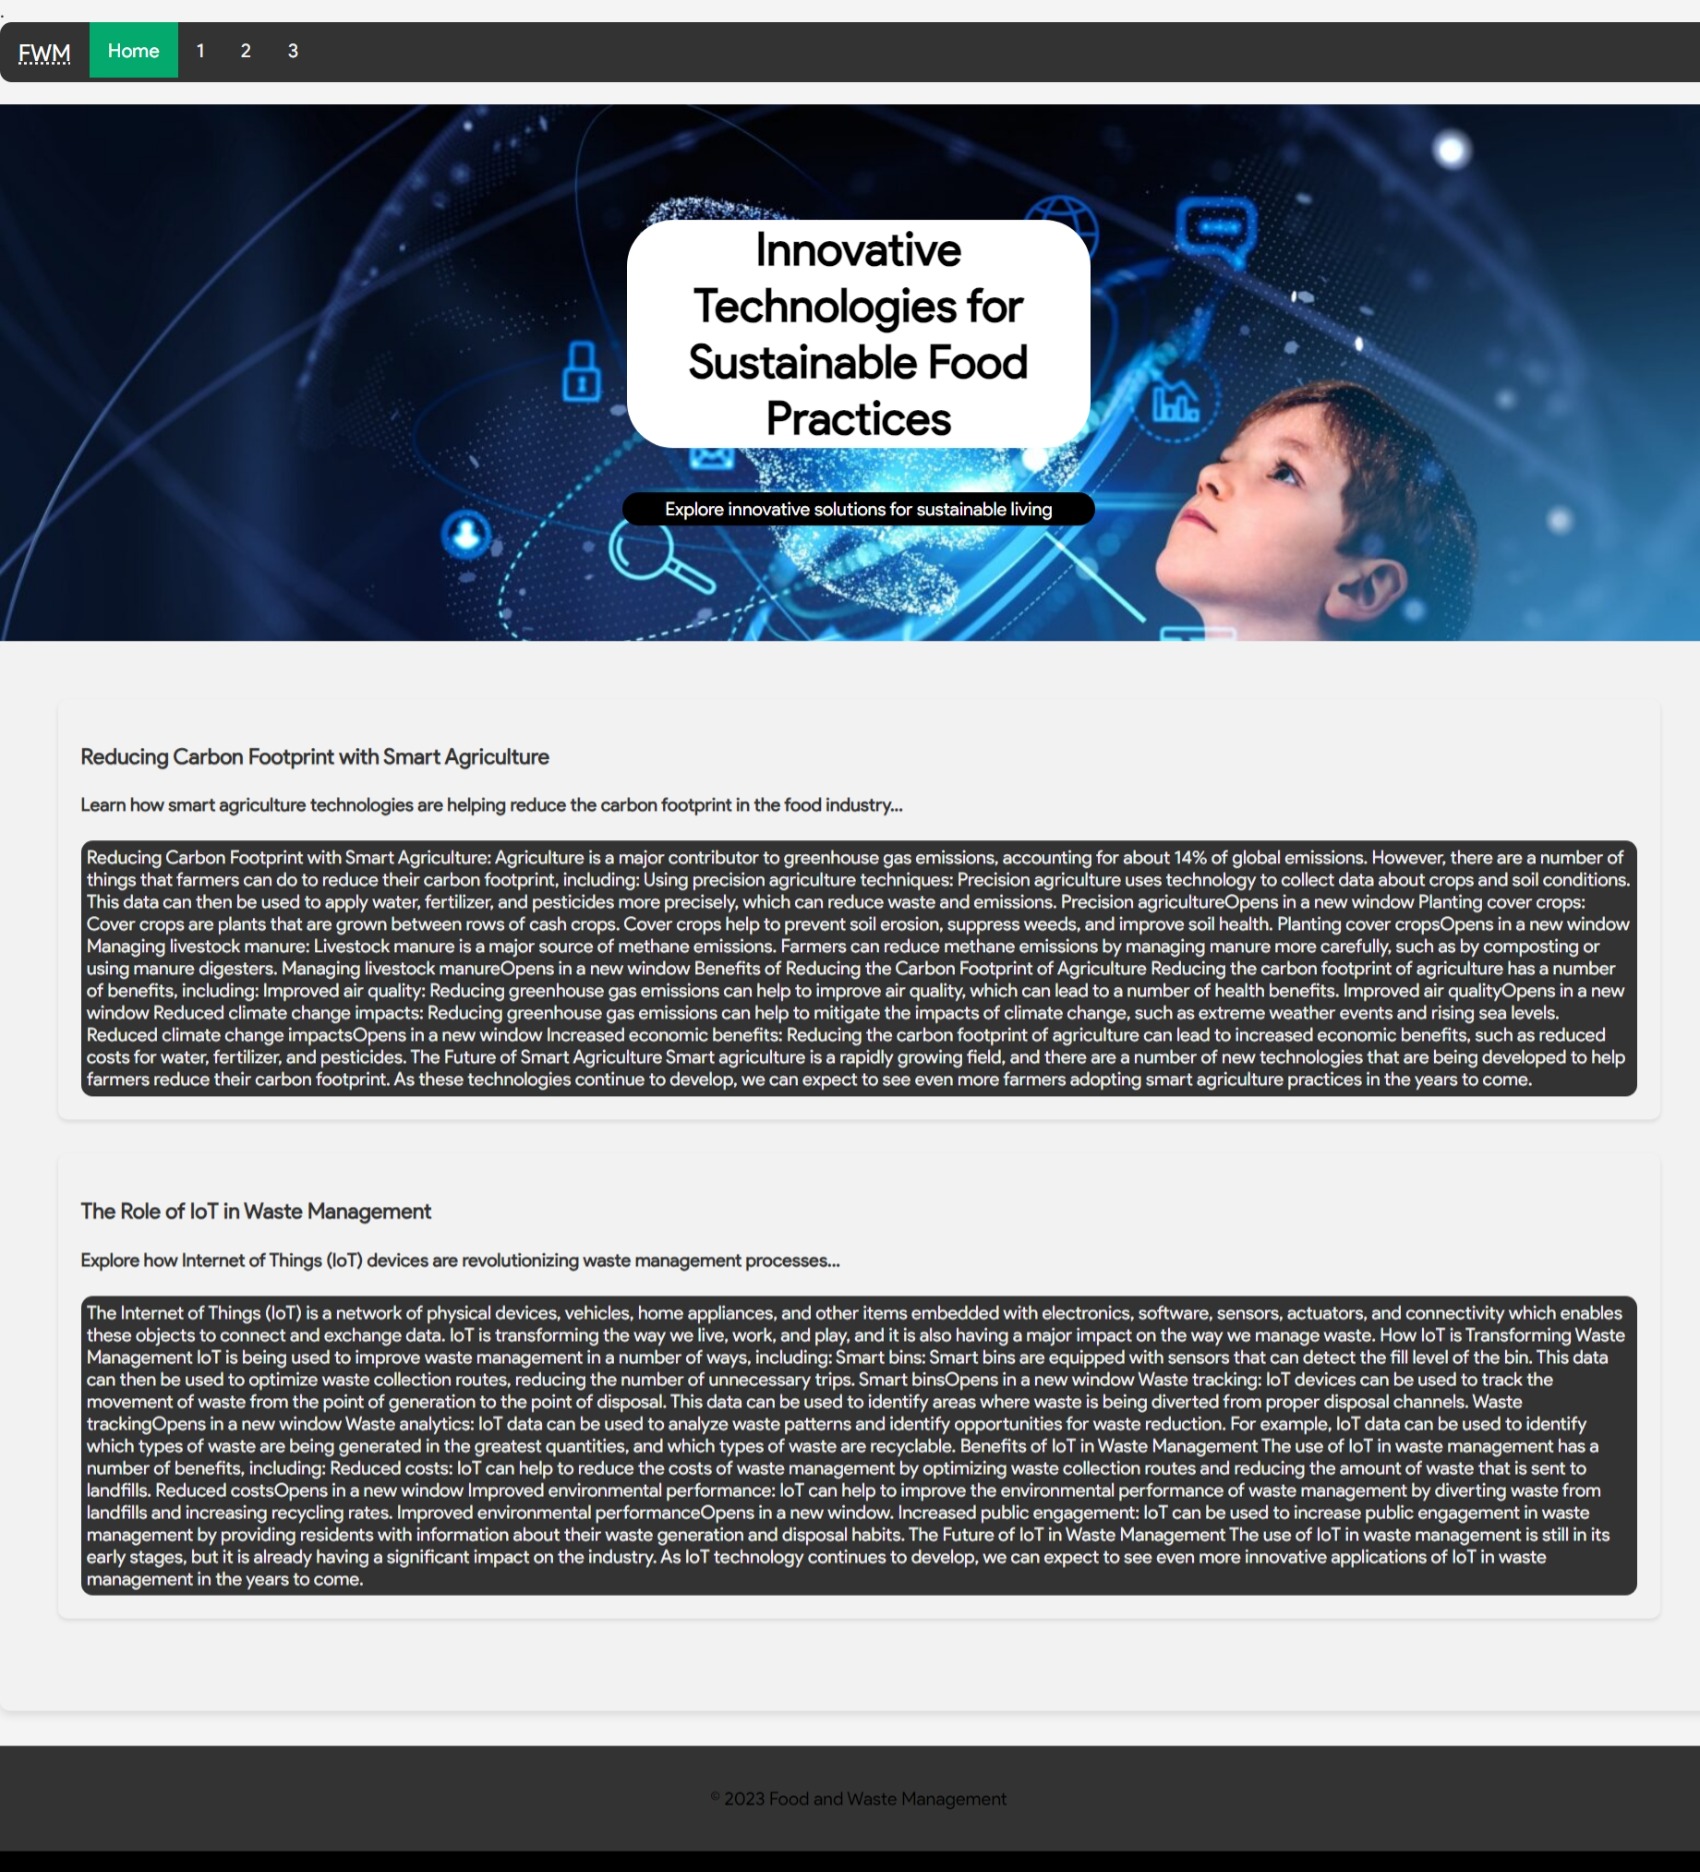 .
FWM Home 1 2 3
Innovative
Technologies for
Sustainable Food
Practices
Explore innovative solutions for sustainable living
Reducing Carbon Footprint with Smart Agriculture
Learn how smart agriculture technologies are helping reduce the carbon footprint in the food industry...
Reducing Carbon Footprint with Smart Agriculture: Agriculture is a major contributor to greenhouse gas emissions, accounting for about 14% of global emissions. However, there are a number of
things that farmers can do to reduce their carbon footprint, including: Using precision agriculture techniques: Precision agriculture uses technology to collect data about crops and soil conditions.
This data can then be used to apply water, fertilizer, and pesticides more precisely, which can reduce waste and emissions. Precision agricultureOpens in a new window Planting cover crops:
Cover crops are plants that are grown between rows of cash crops. Cover crops help to prevent soil erosion, suppress weeds, and improve soil health. Planting cover cropsOpens in a new window
Managing livestock manure: Livestock manure is a major source of methane emissions. Farmers can reduce methane emissions by managing manure more carefully, such as by composting or
using manure digesters. Managing livestock manureOpens in a new window Benefits of Reducing the Carbon Footprint of Agriculture Reducing the carbon footprint of agriculture has a number
of benefits, including: Improved air quality: Reducing greenhouse gas emissions can help to improve air quality, which can lead to a number of health benefits. Improved air qualityOpens in a new
window Reduced climate change impacts: Reducing greenhouse gas emissions can help to mitigate the impacts of climate change, such as extreme weather events and rising sea levels.
Reduced climate change impactsOpens in a new window Increased economic benefits: Reducing the carbon footprint of agriculture can lead to increased economic benefits, such as reduced
costs for water, fertilizer, and pesticides. The Future of Smart Agriculture Smart agriculture is a rapidly growing field, and there are a number of new technologies that are being developed to help
farmers reduce their carbon footprint. As these technologies continue to develop, we can expect to see even more farmers adopting smart agriculture practices in the years to come.
The Role of IoT in Waste Management
Explore how Internet of Things (IoT) devices are revolutionizing waste management processes...
The Internet of Things (IoT) is a network of physical devices, vehicles, home appliances, and other items embedded with electronics, software, sensors, actuators, and connectivity which enables
these objects to connect and exchange data. IoT is transforming the way we live, work, and play, and it is also having a major impact on the way we manage waste. How IoT is Transforming Waste
Management IoT is being used to improve waste management in a number of ways, including: Smart bins: Smart bins are equipped with sensors that can detect the fill level of the bin. This data
can then be used to optimize waste collection routes, reducing the number of unnecessary trips. Smart binsOpens in a new window Waste tracking: IoT devices can be used to track the
movement of waste from the point of generation to the point of disposal. This data can be used to identify areas where waste is being diverted from proper disposal channels. Waste
trackingOpens in a new window Waste analytics: IoT data can be used to analyze waste patterns and identify opportunities for waste reduction. For example, IoT data can be used to identify
which types of waste are being generated in the greatest quantities, and which types of waste are recyclable. Benefits of IoT in Waste Management The use of IoT in waste management has a
number of benefits, including: Reduced costs: IoT can help to reduce the costs of waste management by optimizing waste collection routes and reducing the amount of waste that is sent to
landfills. Reduced costsOpens in a new window Improved environmental performance: IoT can help to improve the environmental performance of waste management by diverting waste from
landfills and increasing recycling rates. Improved environmental performanceOpens in a new window. Increased public engagement: IoT can be used to increase public engagement in waste
management by providing residents with information about their waste generation and disposal habits. The Future of IoT in Waste Management The use of IoT in waste management is still in its
early stages, but it is already having a significant impact on the industry. As IoT technology continues to develop, we can expect to see even more innovative applications of IoT in waste
management in the years to come.
© 2023 Food and Waste Management